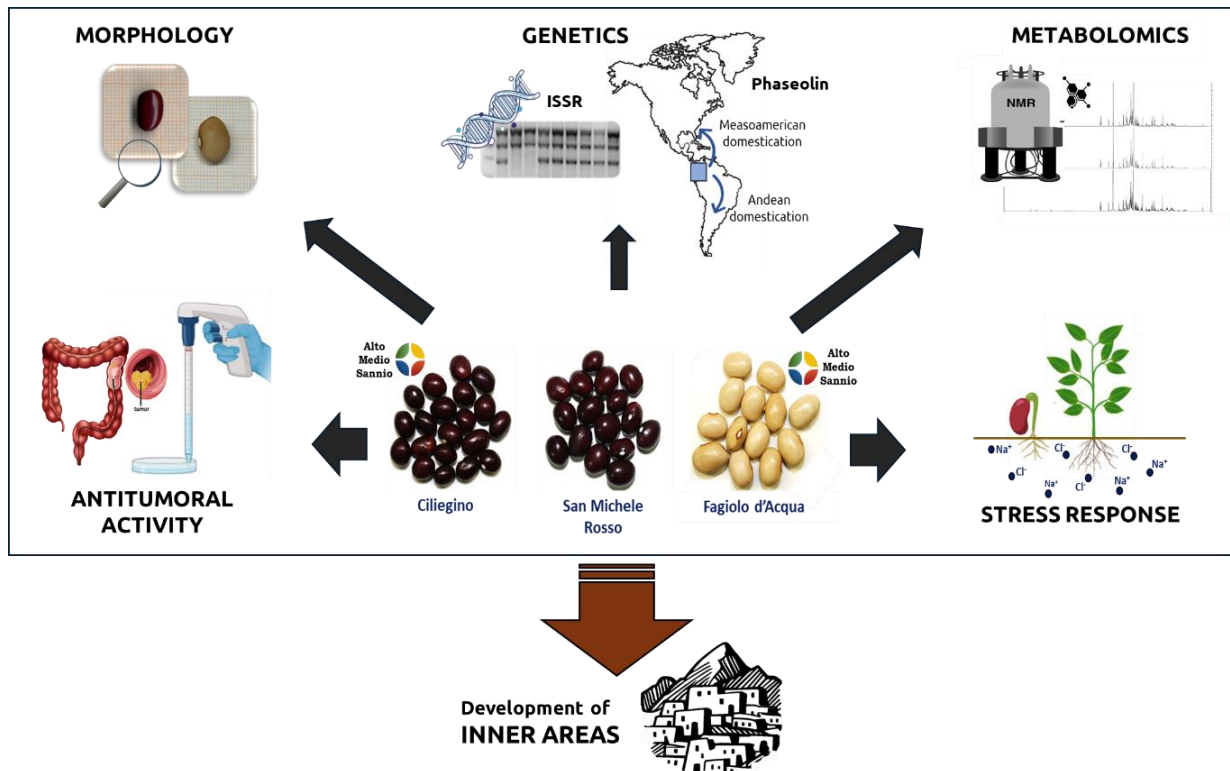 MORPHOLOGY
GENETICS
METABOLOMICS
ISSR
Phaseolin
Measoamerican
domestication
Andean
domestication
NMR
tumor
ANTITUMORAL
ACTIVITY
Alto
Medio
Sannio
Ciliegino
San Michele
Rosso
Alto
Medio
Sannio
Fagiolo d'Acqua
Na⁺
Cl⁻
Cl⁻
Na⁺
Cl⁻
Na⁺
Cl⁻
Na⁺
STRESS RESPONSE
Development of
INNER AREAS